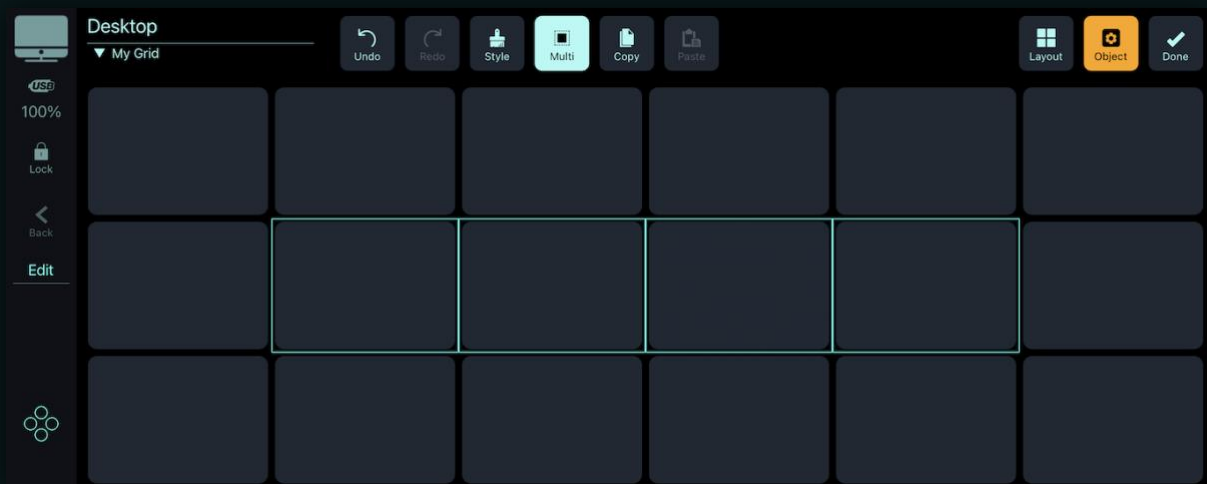 Desktop
▼ My Grid
Undo
Redo
Style
Multi
Copy
Paste
Layout
Object
Done
USB
100%
Lock
Back
Edit